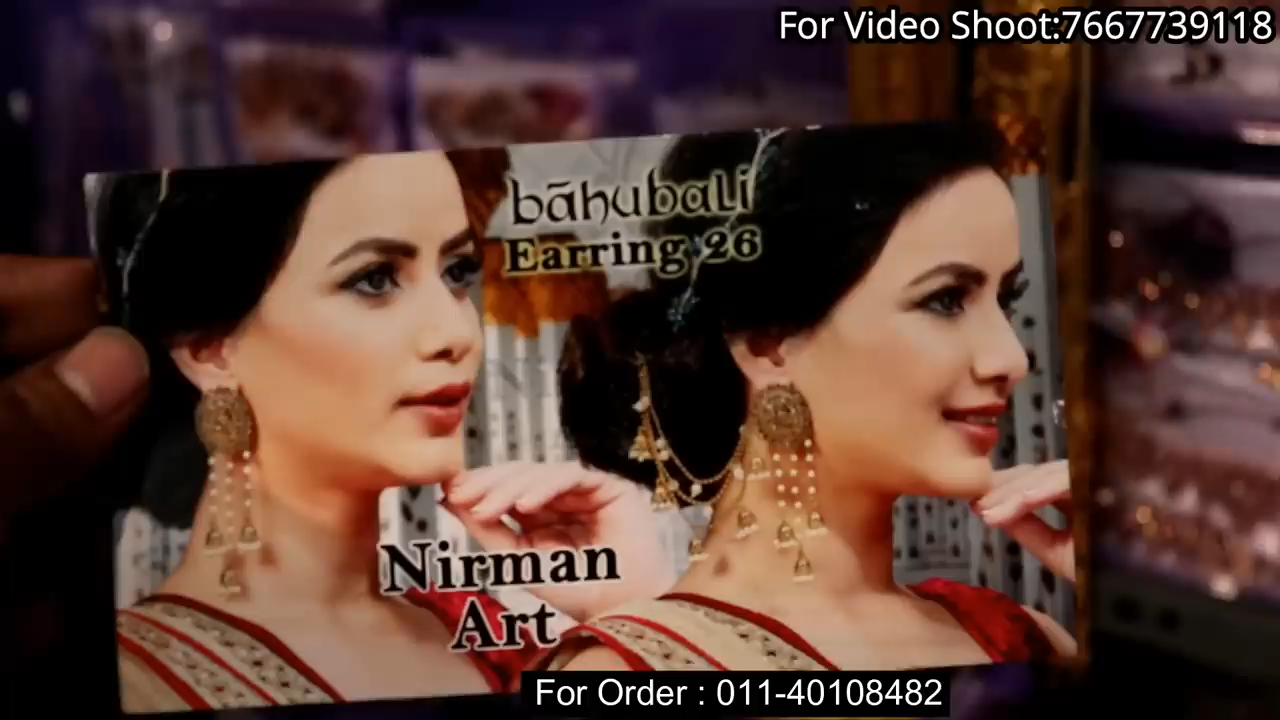 For Video Shoot:7667739118
bāhubali
Earring 26
Nirman
Art
For Order : 011-40108482